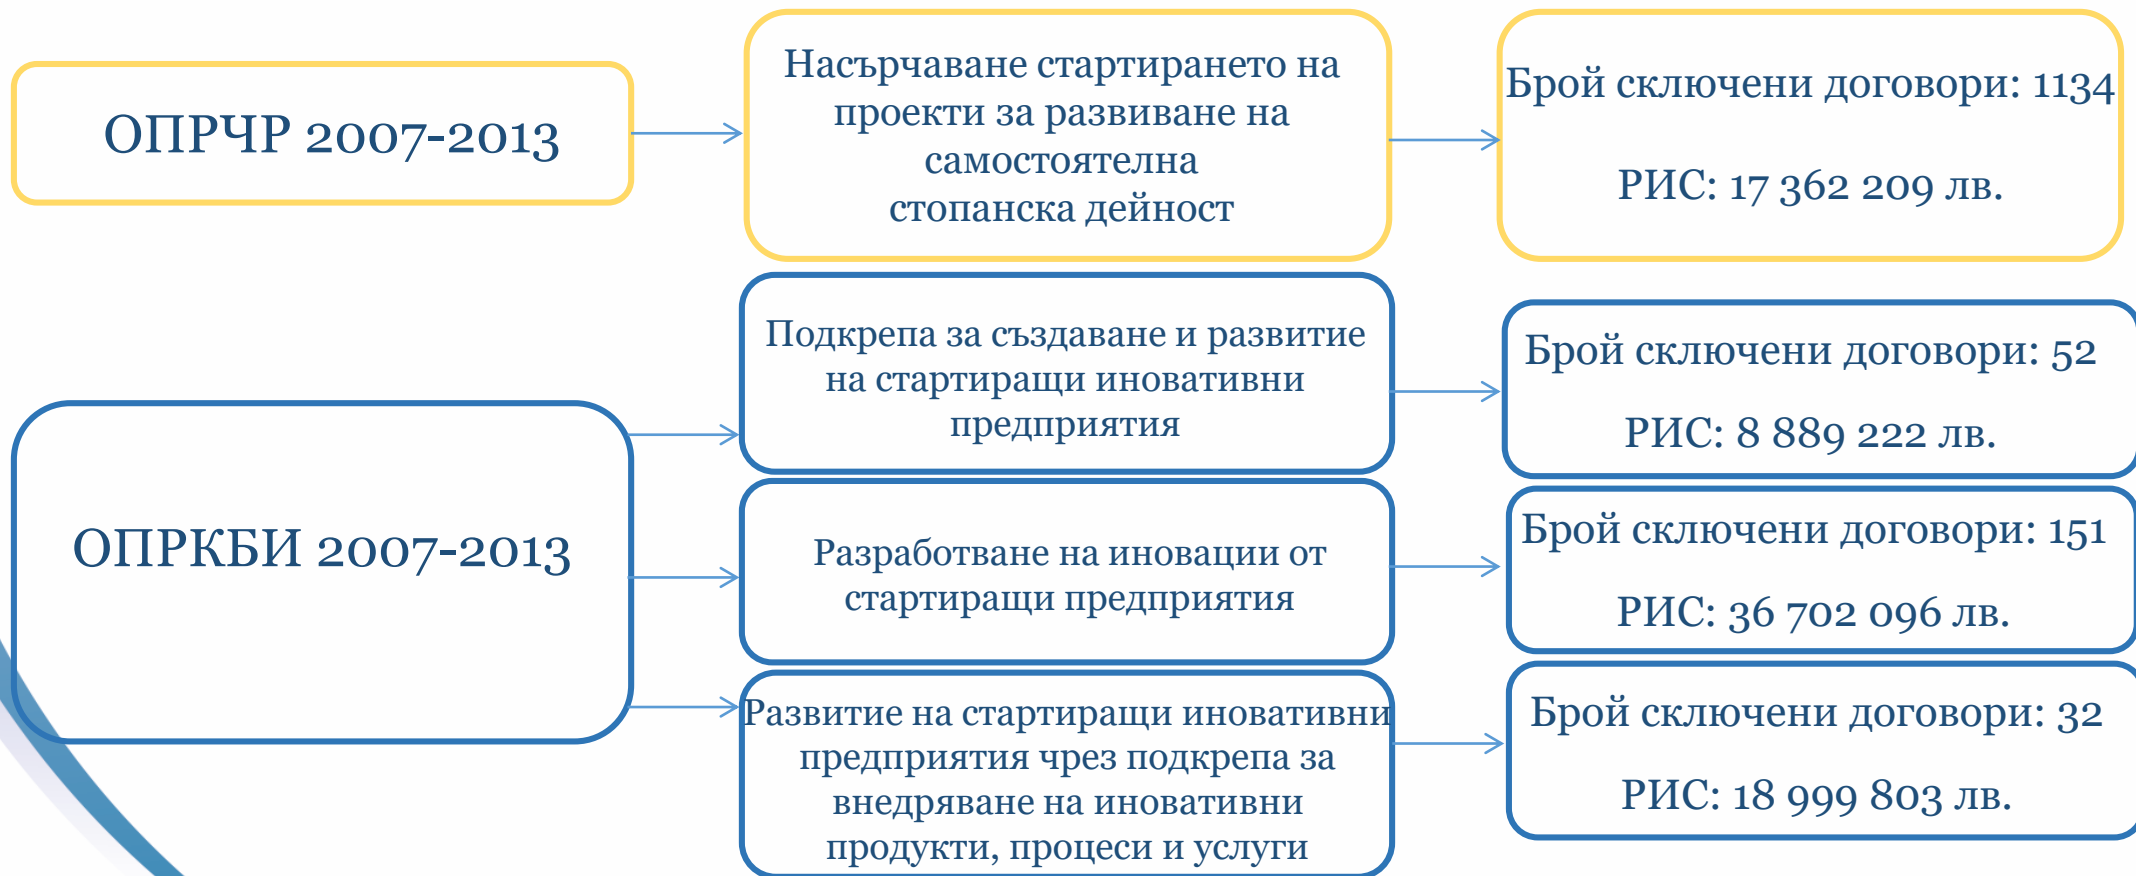 ОПРЧР 2007-2013
Насърчаване стартирането на
проекти за развиване на
самостоятелна
стопанска дейност
Брой сключени договори: 1134
РИС: 17 362 209 лв.
ОПРКБИ 2007-2013
Подкрепа за създаване и развитие
на стартиращи иновативни
предприятия
Брой сключени договори: 52
РИС: 8 889 222 лв.
Разработване на иновации от
стартиращи предприятия
Брой сключени договори: 151
РИС: 36 702 096 лв.
Развитие на стартиращи иновативни
предприятия чрез подкрепа за
внедряване на иновативни
продукти, процеси и услуги
Брой сключени договори: 32
РИС: 18 999 803 лв.